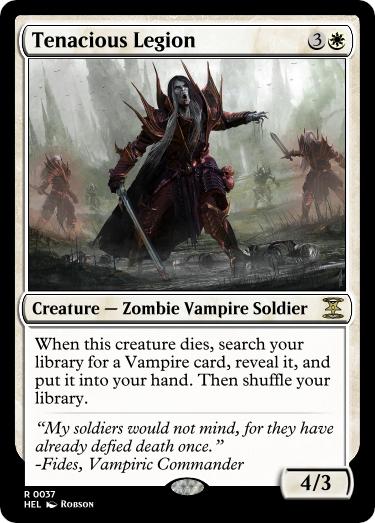 Tenacious Legion 3
Creature — Zombie Vampire Soldier
When this creature dies, search your
library for a Vampire card, reveal it, and
put it into your hand. Then shuffle your
library.
“My soldiers would not mind, for they have
already defied death once.”
-Fides, Vampiric Commander
4/3
R 0037
HEL Robson